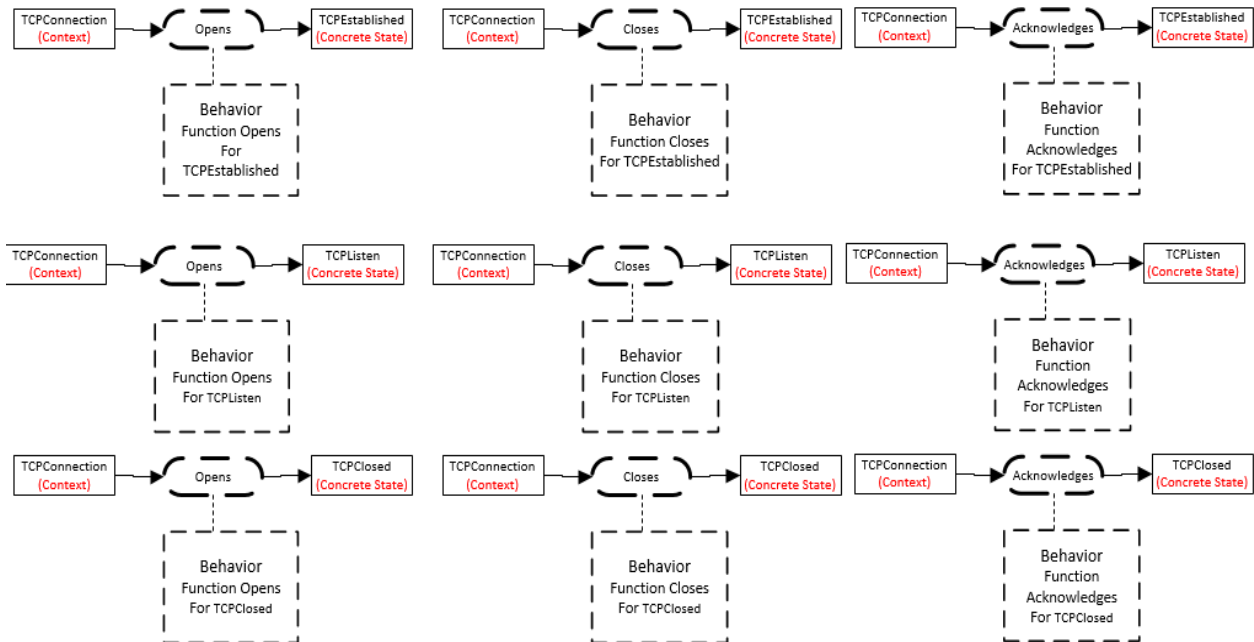 TCPConnection
(Context)
Opens
TCPEstablished
(Concrete State)
Behavior
Function Opens
For
TCPEstablished
TCPConnection
(Context)
Closes
TCPEstablished
(Concrete State)
Behavior
Function Closes
For TCPEstablished
TCPConnection
(Context)
Acknowledges
TCPEstablished
(Concrete State)
Behavior
Function
Acknowledges
For TCPEstablished
TCPConnection
(Context)
Opens
TCPListen
(Concrete State)
Behavior
Function Opens
For TCPListen
TCPConnection
(Context)
Closes
TCPListen
(Concrete State)
Behavior
Function Closes
For TCPListen
TCPConnection
(Context)
Acknowledges
TCPListen
(Concrete State)
Behavior
Function
Acknowledges
For TCPListen
TCPConnection
(Context)
Opens
TCPClosed
(Concrete State)
Behavior
Function Opens
For TCPClosed
TCPConnection
(Context)
Closes
TCPClosed
(Concrete State)
Behavior
Function Closes
For TCPClosed
TCPConnection
(Context)
Acknowledges
TCPClosed
(Concrete State)
Behavior
Function
Acknowledges
For TCPClosed